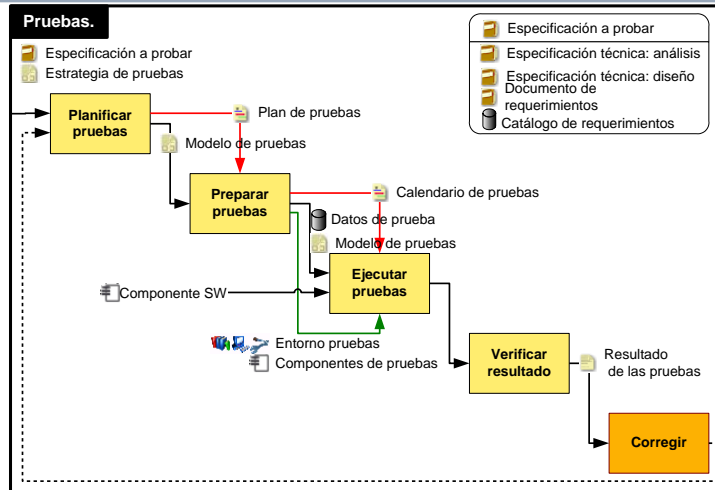 Pruebas.
Especificación a probar
Estrategia de pruebas
Especificación a probar
Especificación técnica: análisis
Especificación técnica: diseño
Documento de
requerimientos
Catálogo de requerimientos
Planificar
pruebas
Plan de pruebas
Modelo de pruebas
Preparar
pruebas
Calendario de pruebas
Datos de prueba
Modelo de pruebas
Ejecutar
pruebas
Componente SW
Entorno pruebas
Componentes de pruebas
Verificar
resultado
Resultado
de las pruebas
Corregir